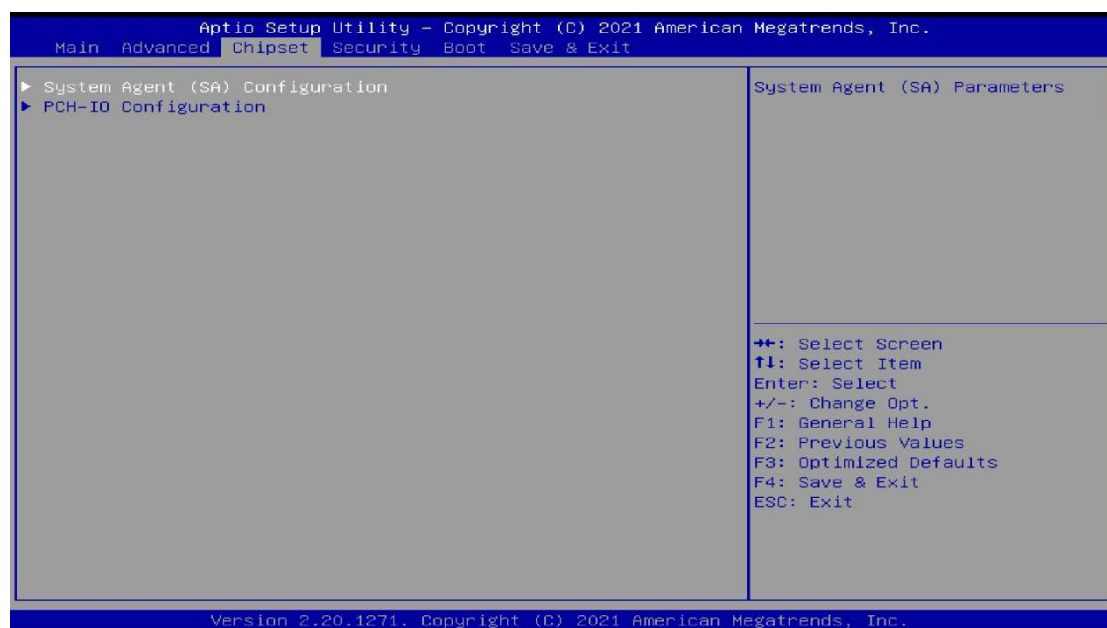 Aptio Setup Utility – Copyright (C) 2021 American Megatrends, Inc.
Main Advanced Chipset Security Boot Save & Exit
▶ System Agent (SA) Configuration
▶ PCH-IO Configuration
System Agent (SA) Parameters
→←: Select Screen
↑↓: Select Item
Enter: Select
+/-: Change Opt.
F1: General Help
F2: Previous Values
F3: Optimized Defaults
F4: Save & Exit
ESC: Exit
Version 2.20.1271. Copyright (C) 2021 American Megatrends, Inc.